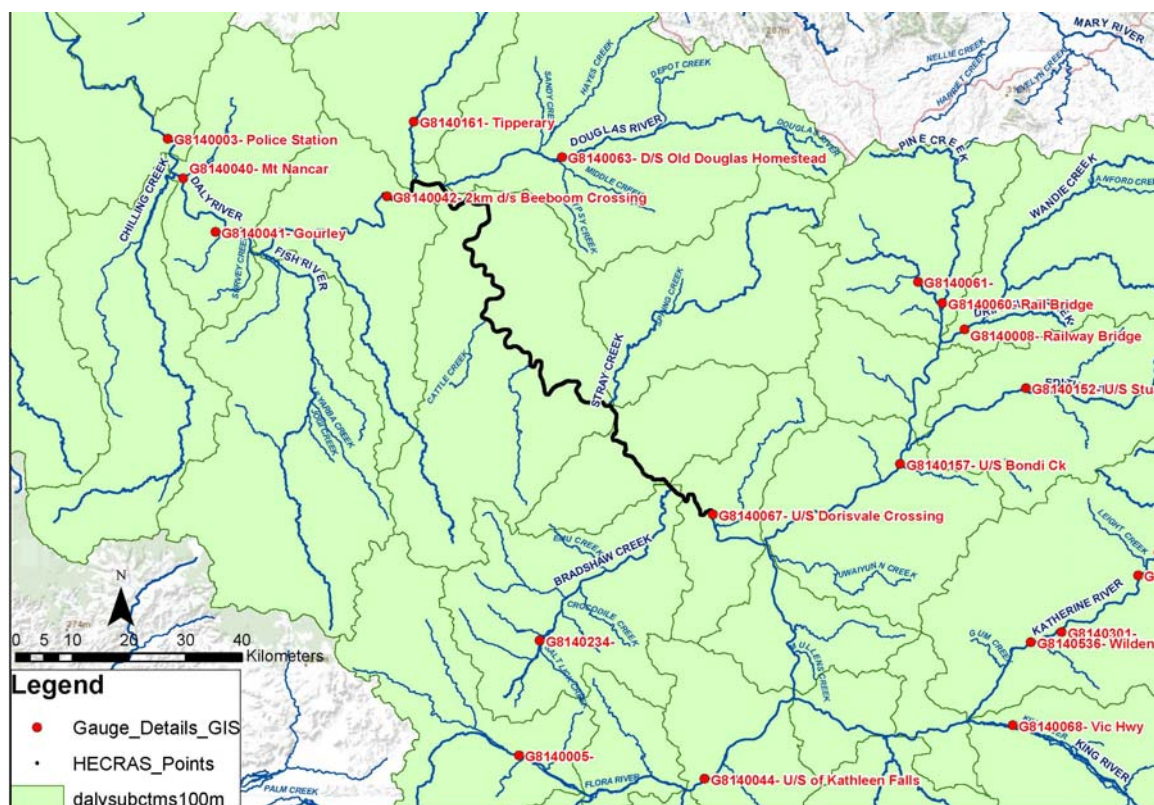 MARY RIVER
NELLIE CREEK
HARRIET CREEK
EVELYN CREEK
SANDY CREEK
HAYES CREEK
DEPOT CREEK
G8140161- Tipperary
DOUGLAS RIVER
DOUGLAS RIVER
G8140003- Police Station
PINE CREEK
G8140063- D/S Old Douglas Homestead
G8140040- Mt Nancar
WANDIE CREEK
MIDDLE CREEK
G8140042- 2km d/s Beeboom Crossing
DALY RIVER
CHILLING CREEK
G8140041- Gourley
FISH RIVER
SURVEY CREEK
SPRING CREEK
G8140061-
G8140060- Rail Bridge
G8140008- Railway Bridge
CATTLE CREEK
STRAY CREEK
G8140152- U/S Stu
G8140157- U/S Bondi Ck
G8140067- U/S Dorisvale Crossing
EMU CREEK
BRADSHAW CREEK
LEIGHT CREEK
CROCODILE CREEK
KATHERINE RIVER
GUM CREEK
G8140301-
G8140536- Wilden
G8140234-
G8140068- Vic Hwy
KING RIVER
G8140005-
FLORA RIVER
G8140044- U/S of Kathleen Falls
PALM CREEK
N
0 5 10 20 30 40
Kilometers
Legend
Gauge_Details_GIS
HECRAS_Points
dalysubctms100m